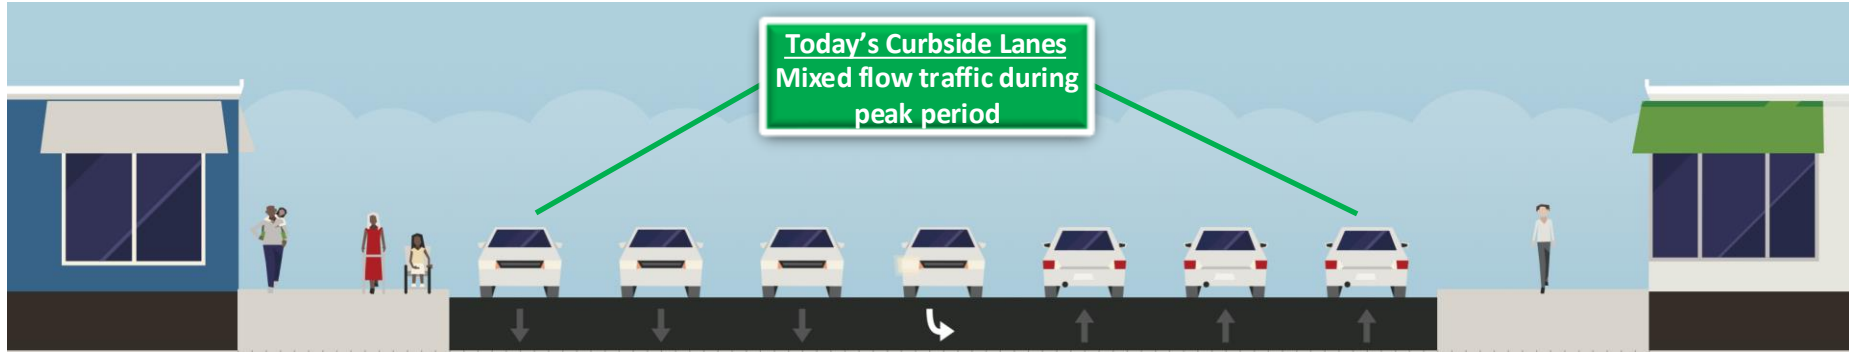 Today's Curbside Lanes
Mixed flow traffic during
peak period